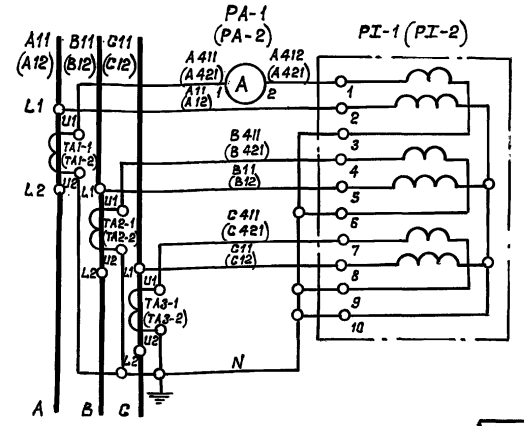 PA-1
(PA-2)
PI-1 (PI-2)
A11 B11 C11
(A12) (B12) (C12)
A411 A412
(A421) (A421)
A11 1 A 2 1
(A12)
L1 2
U1
TA1-1 B411 3
(TA1-2) (B421)
U2 B11 4
L2 L1 (B12)
U1 5
TA2-1 C411
(TA2-2) (C421) 6
U2 C11
L2 L1 (C12) 7
U1 8
TA3-1
(TA3-2) 9
U2
L2 10
N
A B C